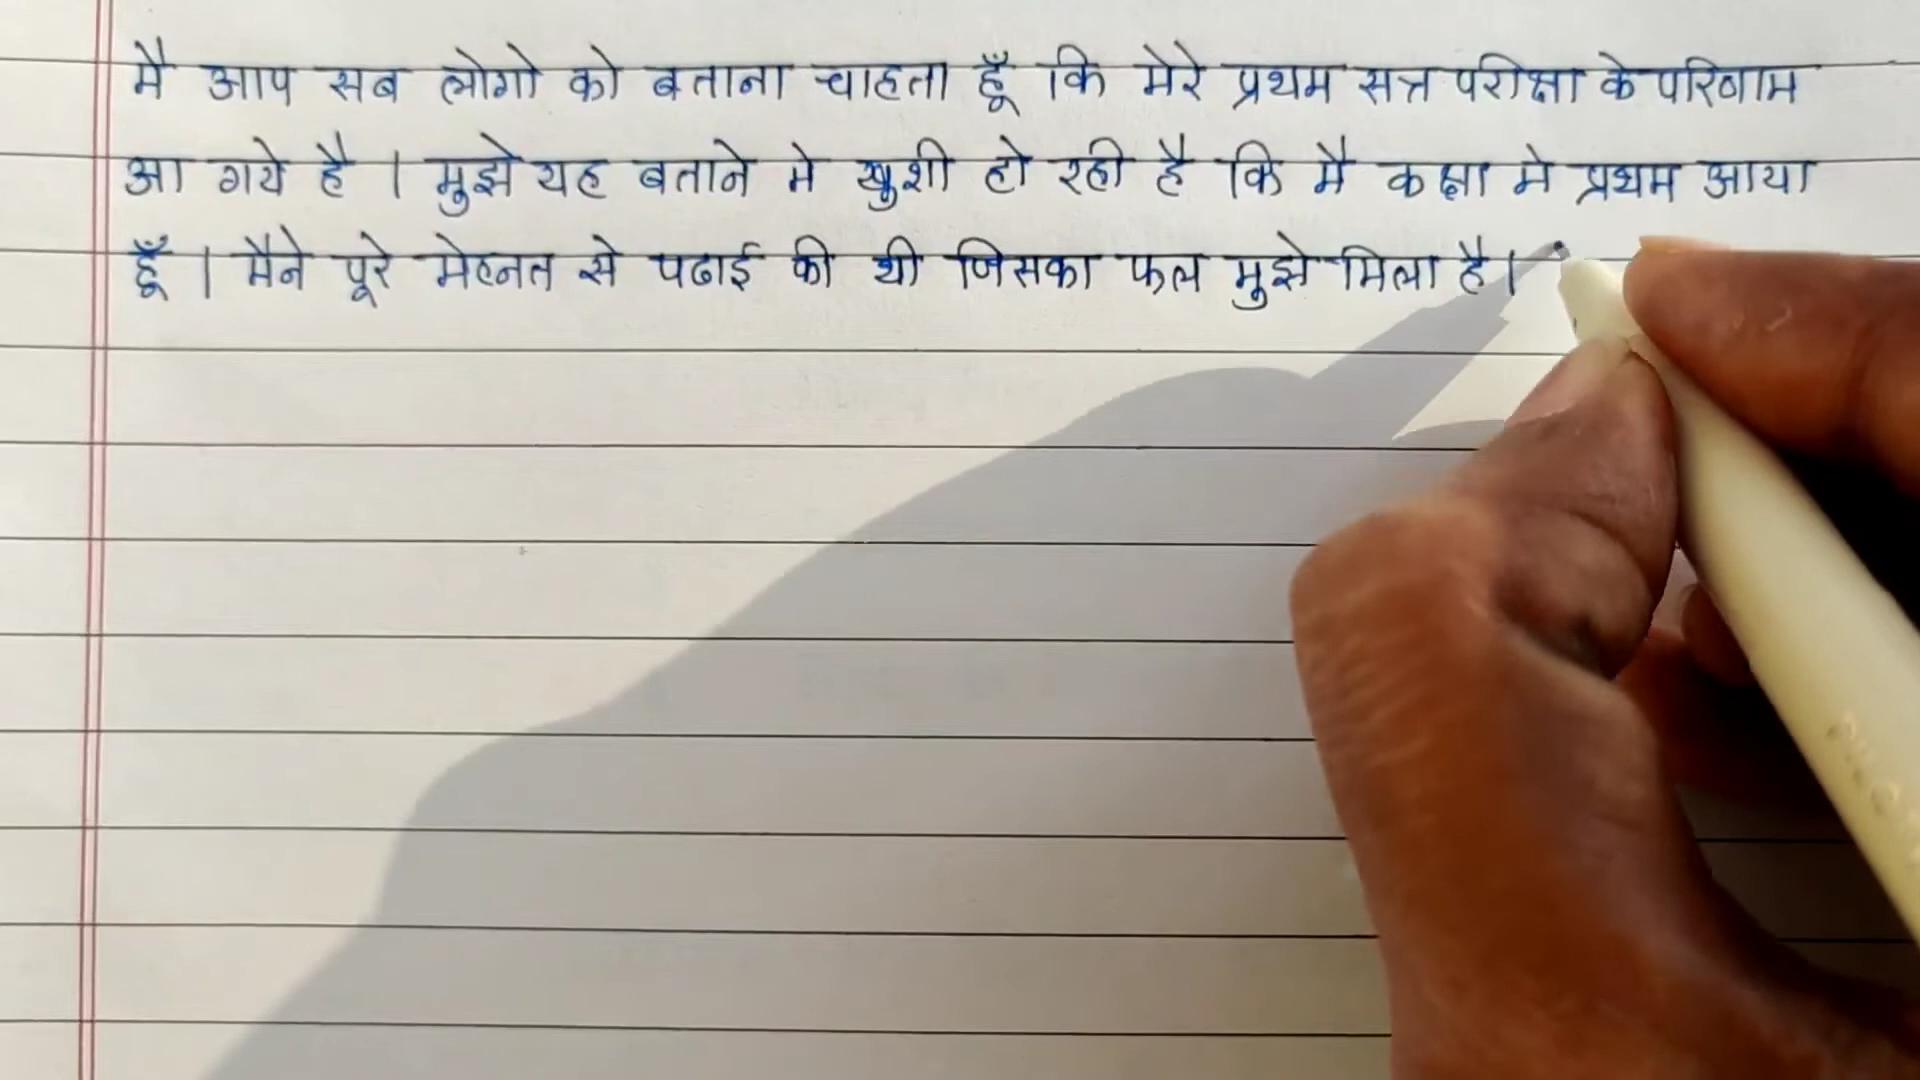 मै आप सब लोगो को बताना चाहता हूँ कि मेरे प्रथम सत्र परीक्षा के परिणाम
आ गये है । मुझे यह बताने मे खुशी हो रही है कि मै कक्षा मे प्रथम आया
हूँ । मैने पूरे मेहनत से पढाई की थी जिसका फल मुझे मिला है ।